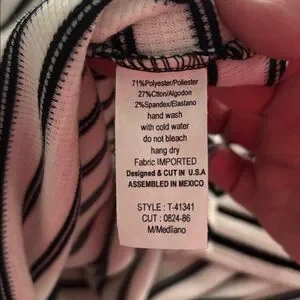 71%Polyester/Poliester
27%Ctton/Algodon
2%Spandex/Elastano
hand wash
with cold water
do not bleach
hang dry
Fabric IMPORTED
Designed & CUT IN U.S.A
ASSEMBLED IN MEXICO
STYLE : T-41341
CUT : 0824-86
M/Medliano